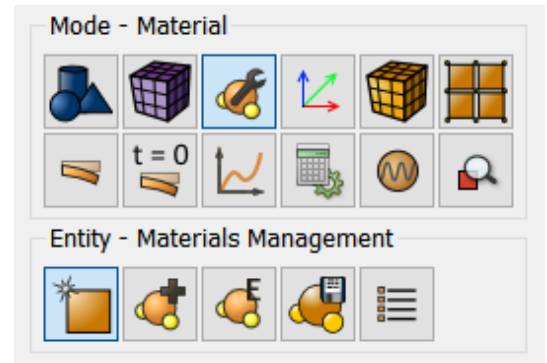 Mode - Material
t = 0
Entity - Materials Management
E